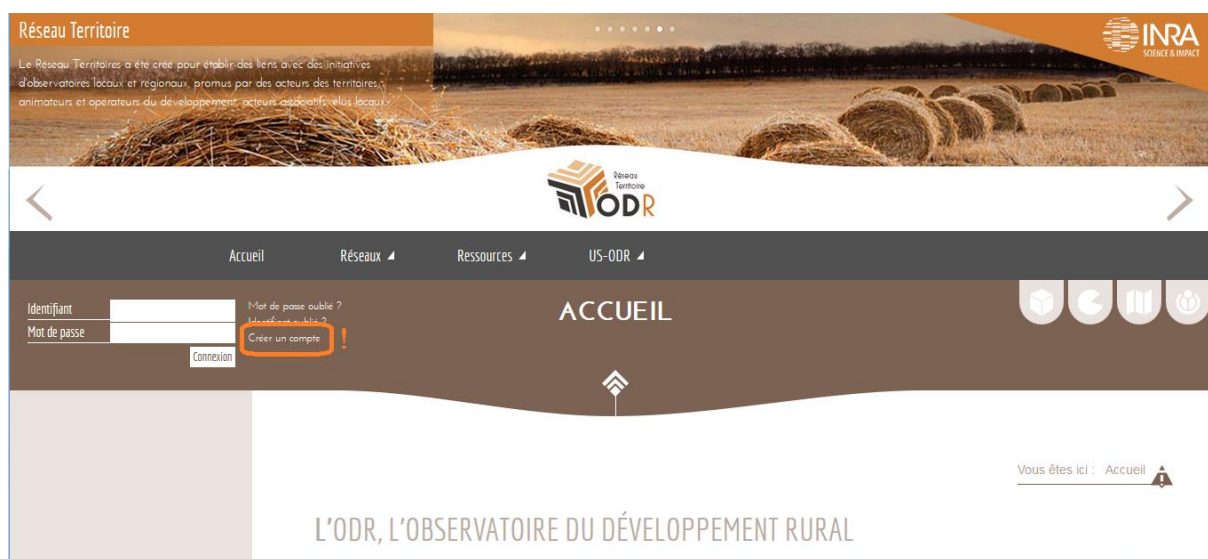 Réseau Territoire
Le Réseau Territoires a été créé pour établir des liens avec des initiatives
d'observatoires locaux et régionaux, promus par des acteurs des territoires,
animateurs et opérateurs du développement, acteurs associatifs, élus locaux.
INRA
SCIENCE & IMPACT
Réseau
Territoire
ODR
Accueil Réseaux Ressources US-ODR
Identifiant
Mot de passe
Connexion
Mot de passe oublié ?
Identifiant oublié ?
Créer un compte !
ACCUEIL
Vous êtes ici : Accueil
L'ODR, L'OBSERVATOIRE DU DÉVELOPPEMENT RURAL